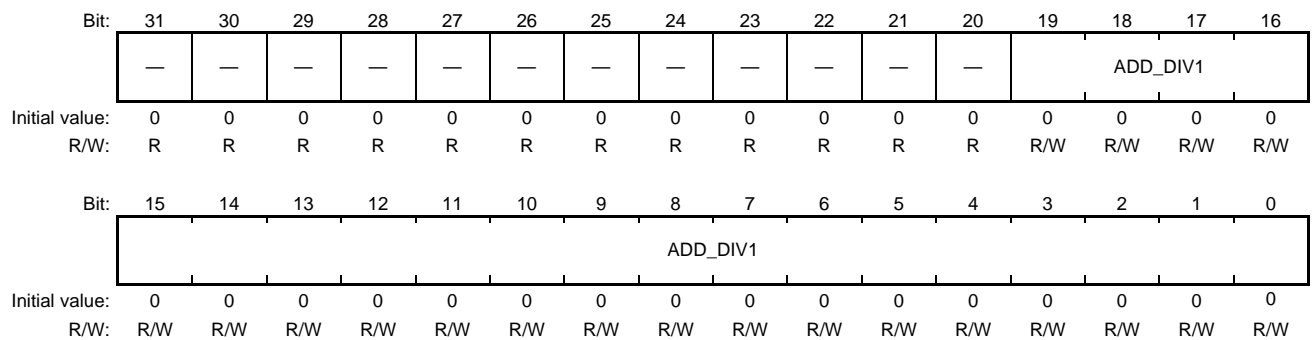 Bit: 31 30 29 28 27 26 25 24 23 22 21 20 19 18 17 16
— — — — — — — — — — — — ADD_DIV1
Initial value: 0 0 0 0 0 0 0 0 0 0 0 0 0 0 0 0
R/W: R R R R R R R R R R R R R/W R/W R/W R/W
Bit: 15 14 13 12 11 10 9 8 7 6 5 4 3 2 1 0
ADD_DIV1
Initial value: 0 0 0 0 0 0 0 0 0 0 0 0 0 0 0 0
R/W: R/W R/W R/W R/W R/W R/W R/W R/W R/W R/W R/W R/W R/W R/W R/W R/W